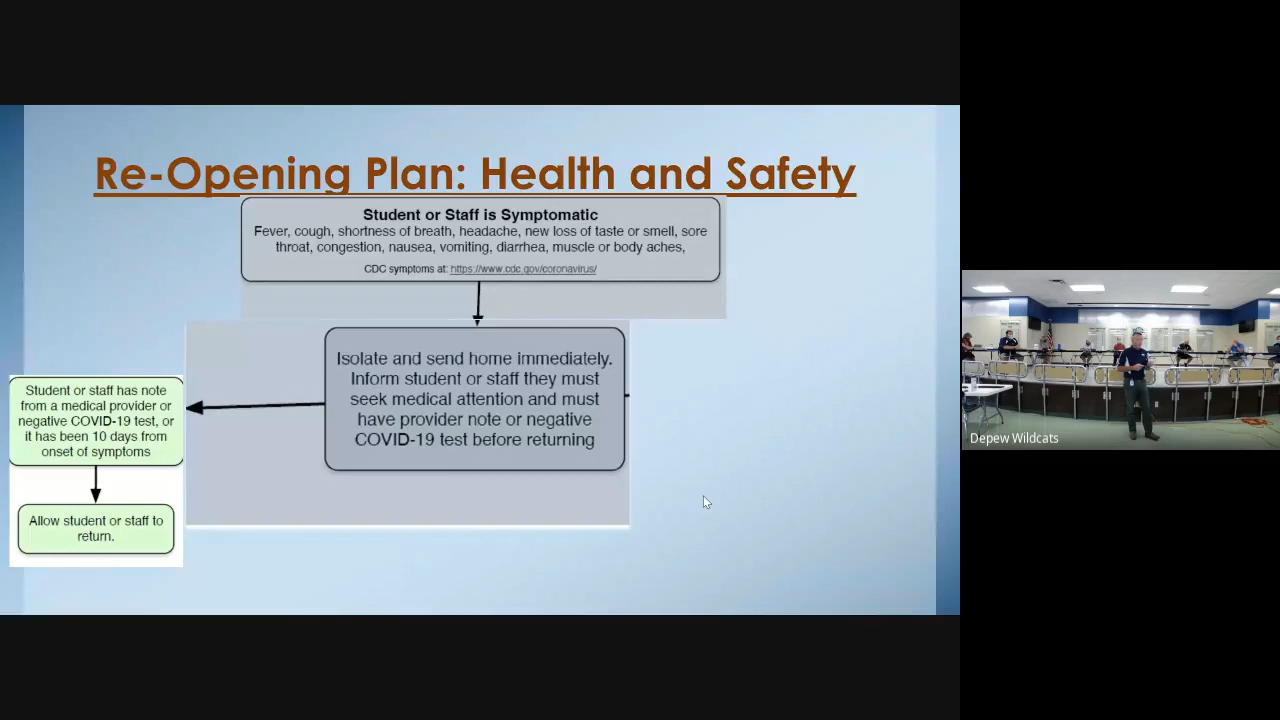 Re-Opening Plan: Health and Safety
Student or Staff is Symptomatic
Fever, cough, shortness of breath, headache, new loss of taste or smell, sore
throat, congestion, nausea, vomiting, diarrhea, muscle or body aches,
CDC symptoms at: https://www.cdc.gov/coronavirus/
Isolate and send home immediately.
Inform student or staff they must
seek medical attention and must
have provider note or negative
COVID-19 test before returning
Student or staff has note
from a medical provider or
negative COVID-19 test, or
it has been 10 days from
onset of symptoms
Allow student or staff to
return.
Depew Wildcats